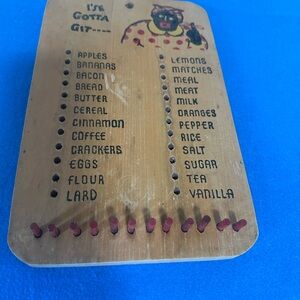 I'SE
GOTTA
GIT----
APPLES
BANANAS
BACON
BREAD
BUTTER
CEREAL
CINNAMON
COFFEE
CRACKERS
EGGS
FLOUR
LARD
LEMONS
MATCHES
MEAL
MEAT
MILK
ORANGES
PEPPER
RICE
SALT
SUGAR
TEA
VANILLA